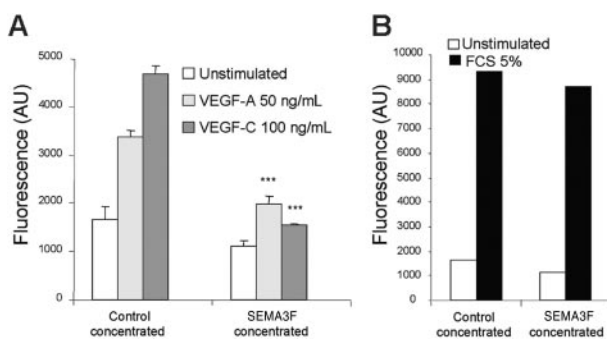 A
Fluorescence (AU)
5000
4000
3000
2000
1000
0
Unstimulated
VEGF-A 50 ng/mL
VEGF-C 100 ng/mL
***
***
Control
concentrated
SEMA3F
concentrated
B
Fluorescence (AU)
10000
9000
8000
7000
6000
5000
4000
3000
2000
1000
0
Unstimulated
FCS 5%
Control
concentrated
SEMA3F
concentrated